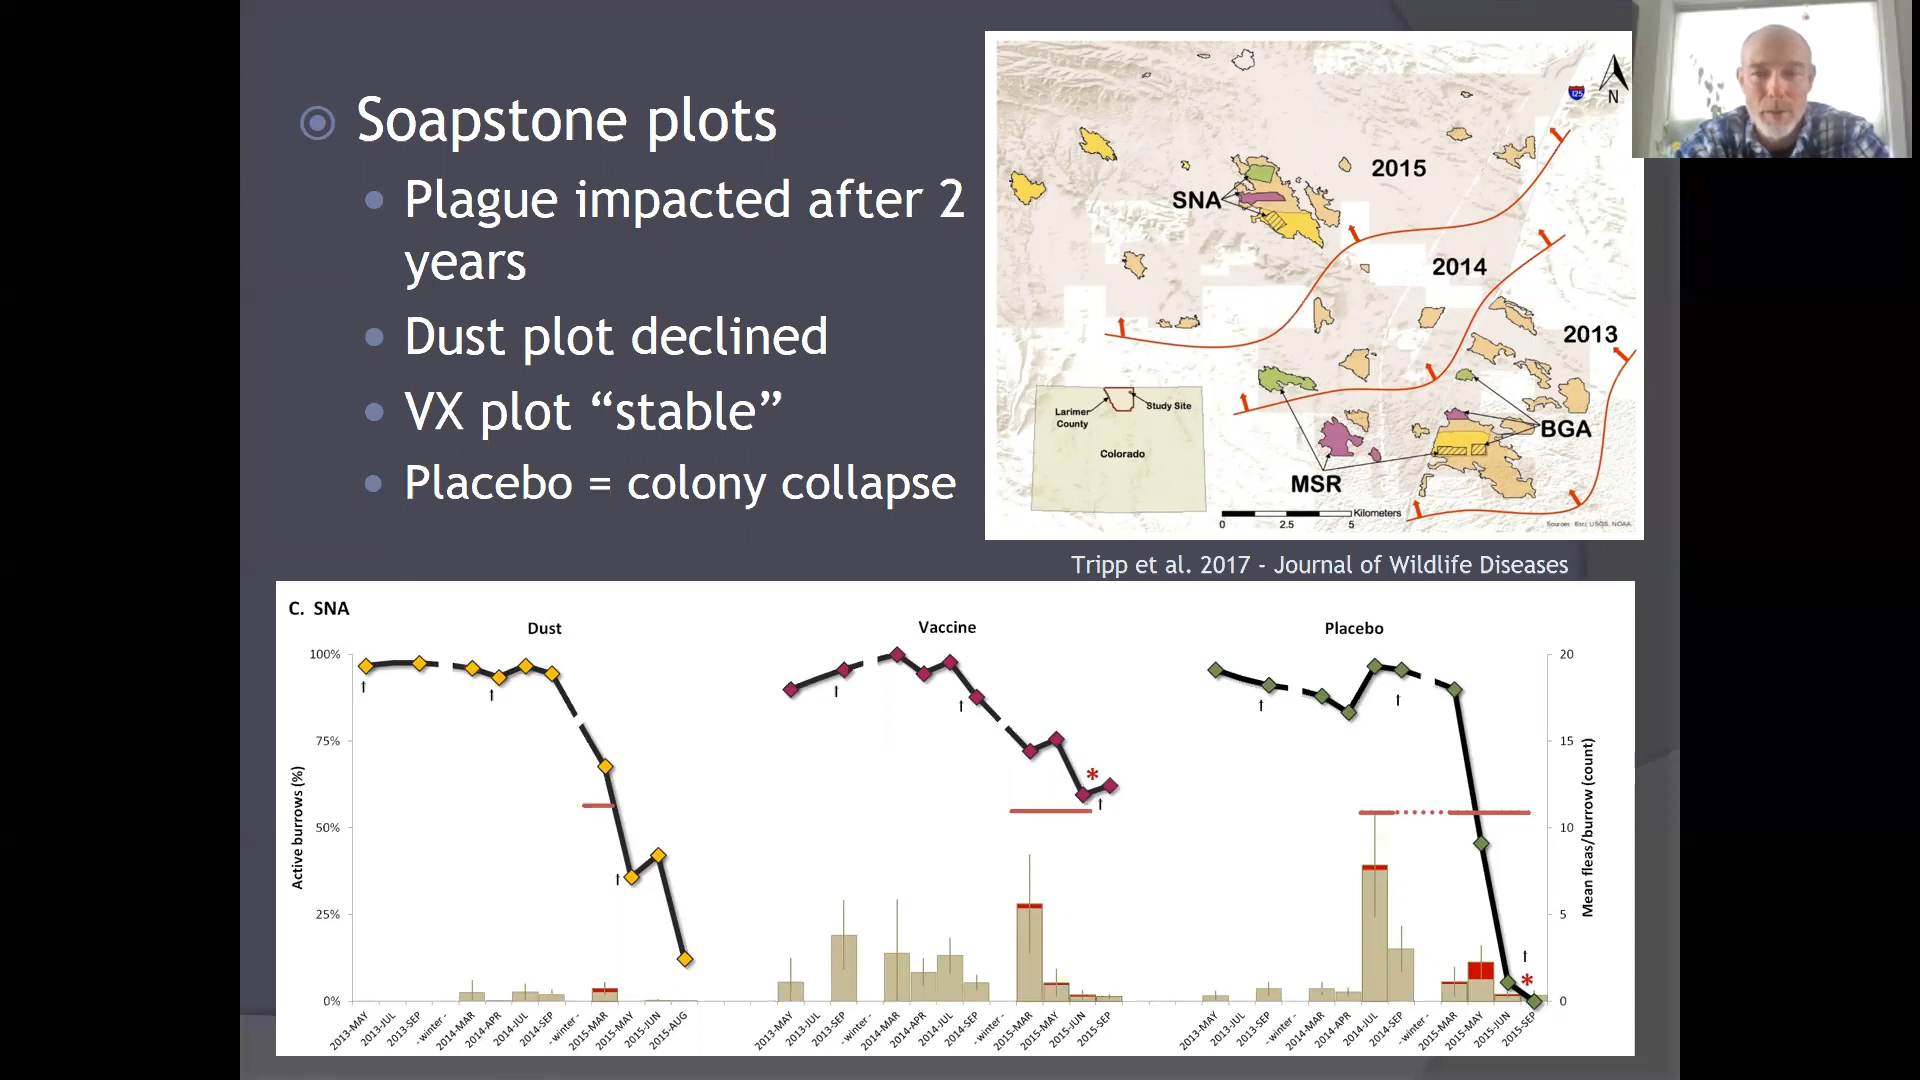 Soapstone plots
Plague impacted after 2
years
Dust plot declined
VX plot “stable”
Placebo = colony collapse
125
N
2015
SNA
2014
2013
Larimer
County
Study Site
Colorado
BGA
MSR
Kilometers
0 2.5 5
Sources: Esri, USGS, NOAA
Tripp et al. 2017 - Journal of Wildlife Diseases
C. SNA
Dust
Vaccine
Placebo
Active burrows (%)
100%
75%
50%
25%
0%
20
15
10
5
0
Mean fleas/burrow (count)
*
*
2013-MAY
2013-JUL
2013-SEP
- winter -
2014-MAR
2014-APR
2014-JUL
2014-SEP
- winter -
2015-MAR
2015-MAY
2015-JUN
2015-AUG
2013-MAY
2013-JUL
2013-SEP
- winter -
2014-MAR
2014-APR
2014-JUL
2014-SEP
- winter -
2015-MAR
2015-MAY
2015-JUN
2015-SEP
2013-MAY
2013-JUL
2013-SEP
- winter -
2014-MAR
2014-APR
2014-JUL
2014-SEP
- winter -
2015-MAR
2015-MAY
2015-JUN
2015-SEP